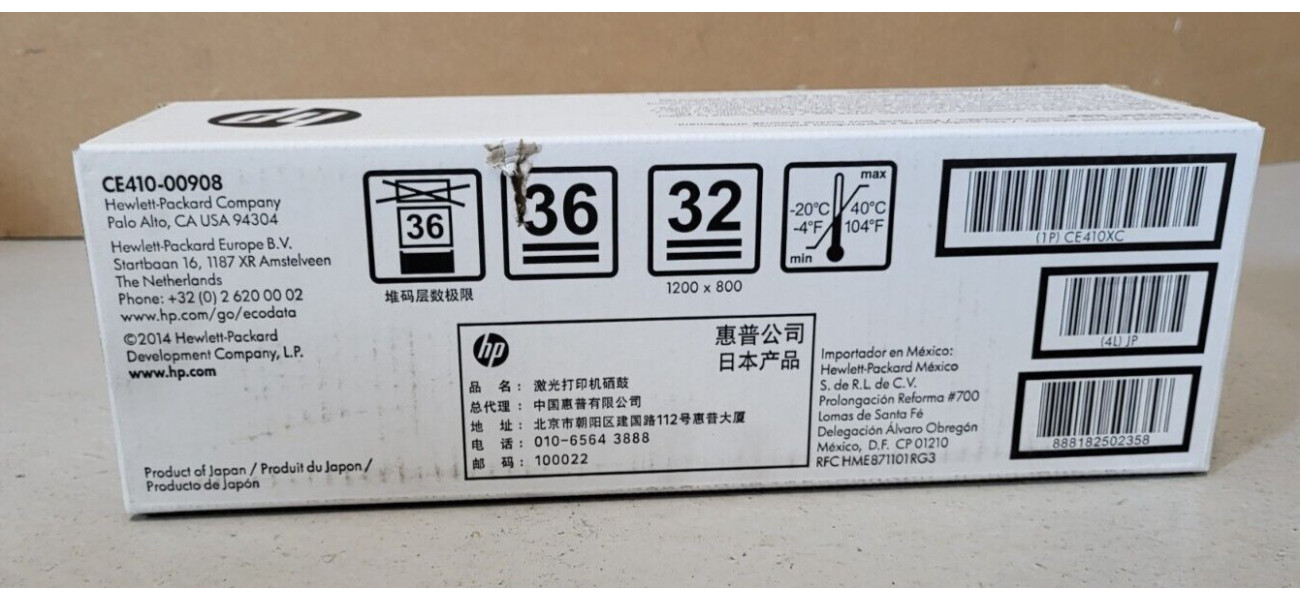 hp
CE410-00908
Hewlett-Packard Company
Palo Alto, CA USA 94304
Hewlett-Packard Europe B.V.
Startbaan 16, 1187 XR Amstelveen
The Netherlands
Phone: +32 (0) 2 620 00 02
www.hp.com/go/ecodata
©2014 Hewlett-Packard
Development Company, L.P.
www.hp.com
Product of Japan / Produit du Japon /
Producto de Japón
36
堆码层数极限
36
32
1200 x 800
max
-20°C
40°C
-4°F
104°F
min
hp
惠普公司
日本产品
品 名： 激光打印机硒鼓
总代理： 中国惠普有限公司
地 址： 北京市朝阳区建国路112号惠普大厦
电 话： 010-6564 3888
邮 码： 100022
Importador en México:
Hewlett-Packard México
S. de R.L. de C.V.
Prolongación Reforma #700
Lomas de Santa Fé
Delegación Álvaro Obregón
México, D.F. CP 01210
RFC HME871101RG3
(1P) CE410XC
(4L) JP
888182502358